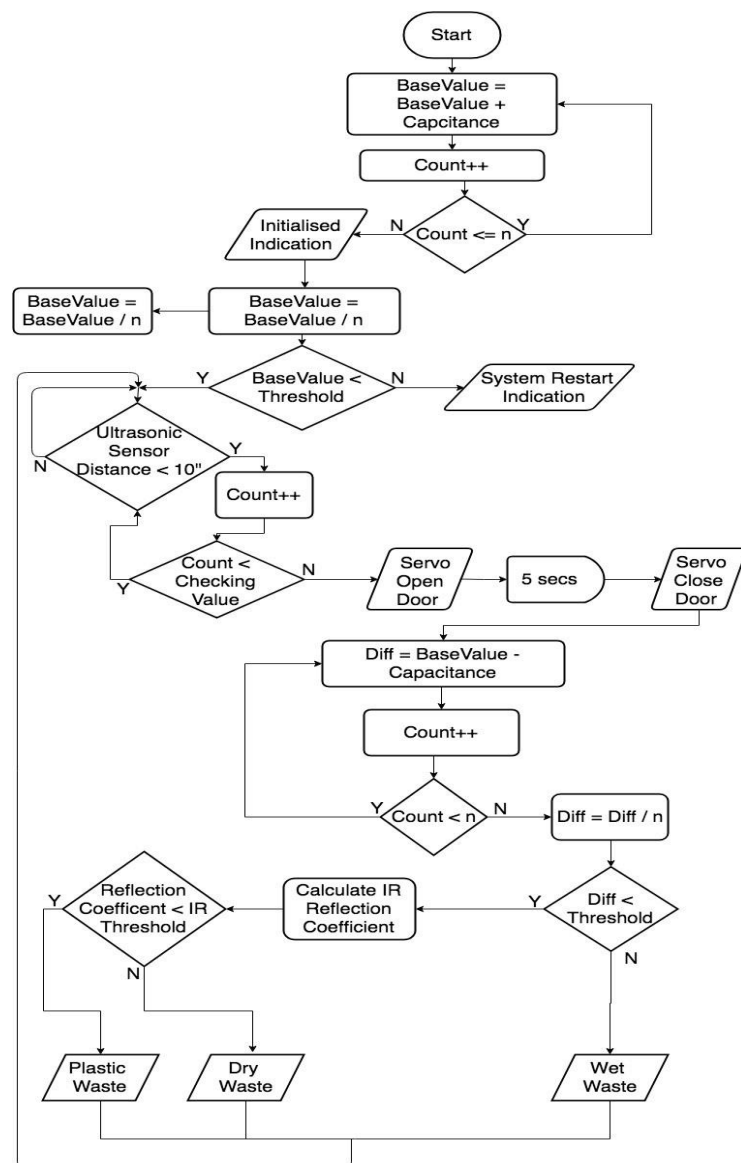 Start
BaseValue =
BaseValue +
Capcitance
Count++
Count <= n
N
Y
Initialised
Indication
BaseValue =
BaseValue / n
BaseValue =
BaseValue / n
BaseValue <
Threshold
Y
N
System Restart
Indication
Ultrasonic
Sensor
Distance < 10"
N
Y
Count++
Count <
Checking
Value
Y
N
Servo
Open
Door
5 secs
Servo
Close
Door
Diff = BaseValue -
Capacitance
Count++
Count < n
Y
N
Diff = Diff / n
Diff <
Threshold
Y
N
Calculate IR
Reflection
Coefficient
Reflection
Coefficent < IR
Threshold
Y
N
Plastic
Waste
Dry
Waste
Wet
Waste